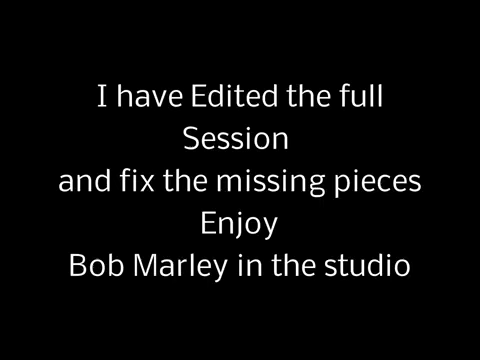 I have Edited the full
Session
and fix the missing pieces
Enjoy
Bob Marley in the studio